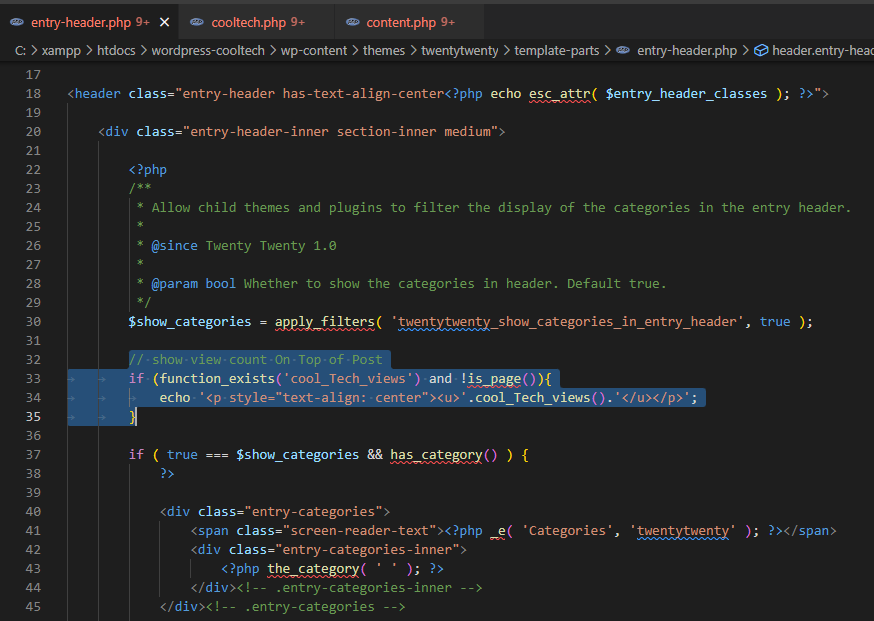 entry-header.php 9+ cooltech.php 9+ content.php 9+
C: > xampp > htdocs > wordpress-cooltech > wp-content > themes > twentytwenty > template-parts > entry-header.php > header.entry-head
17
18 <header class="entry-header has-text-align-center<?php echo esc_attr( $entry_header_classes ); ?>">
19
20 <div class="entry-header-inner section-inner medium">
21
22 <?php
23 /**
24 * Allow child themes and plugins to filter the display of the categories in the entry header.
25 *
26 * @since Twenty Twenty 1.0
27 *
28 * @param bool Whether to show the categories in header. Default true.
29 */
30 $show_categories = apply_filters( 'twentytwenty_show_categories_in_entry_header', true );
31
32 // show view count On Top of Post
33 if (function_exists('cool_Tech_views') and !is_page()){
34 echo '<p style="text-align: center"><u>'.cool_Tech_views().'</u></p>';
35 }
36
37 if ( true === $show_categories && has_category() ) {
38 ?>
39
40 <div class="entry-categories">
41 <span class="screen-reader-text"><?php _e( 'Categories', 'twentytwenty' ); ?></span>
42 <div class="entry-categories-inner">
43 <?php the_category( ' ' ); ?>
44 </div><!-- .entry-categories-inner -->
45 </div><!-- .entry-categories -->